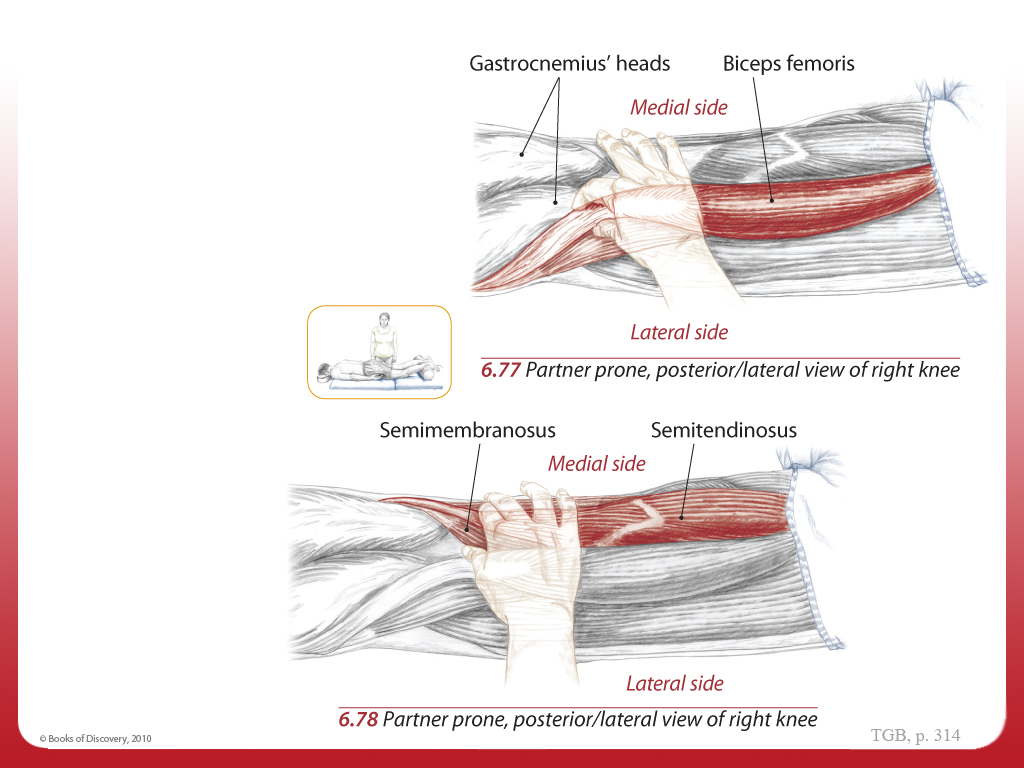 Gastrocnemius’ heads
Biceps femoris
Medial side
Lateral side
6.77 Partner prone, posterior/lateral view of right knee
Semimembranosus
Semitendinosus
Medial side
Lateral side
6.78 Partner prone, posterior/lateral view of right knee
© Books of Discovery, 2010
TGB, p. 314